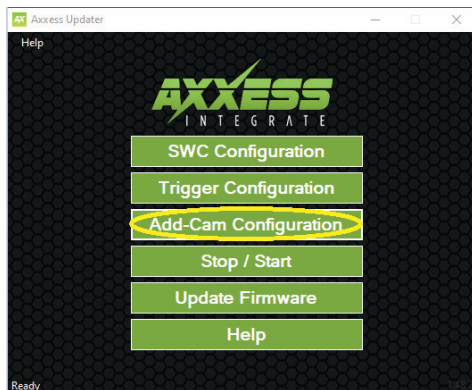 AX Axxess Updater
Help
AXXESS
INTEGRATE
SWC Configuration
Trigger Configuration
Add-Cam Configuration
Stop / Start
Update Firmware
Help
Ready